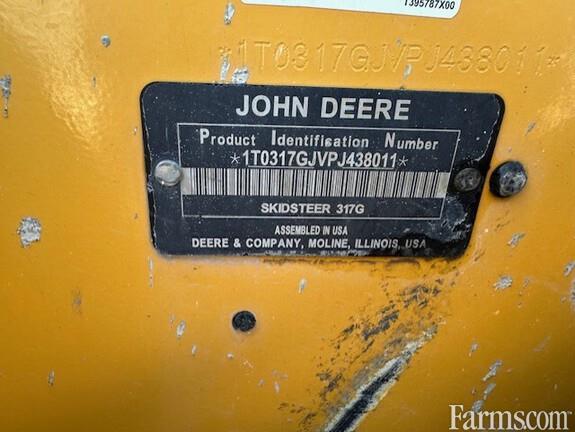 T395787X00
*1T0317GJVPJ438011*
JOHN DEERE
Product Identification Number
*1T0317GJVPJ438011*
SKIDSTEER 317G
ASSEMBLED IN USA
DEERE & COMPANY, MOLINE, ILLINOIS, USA
Farms.com